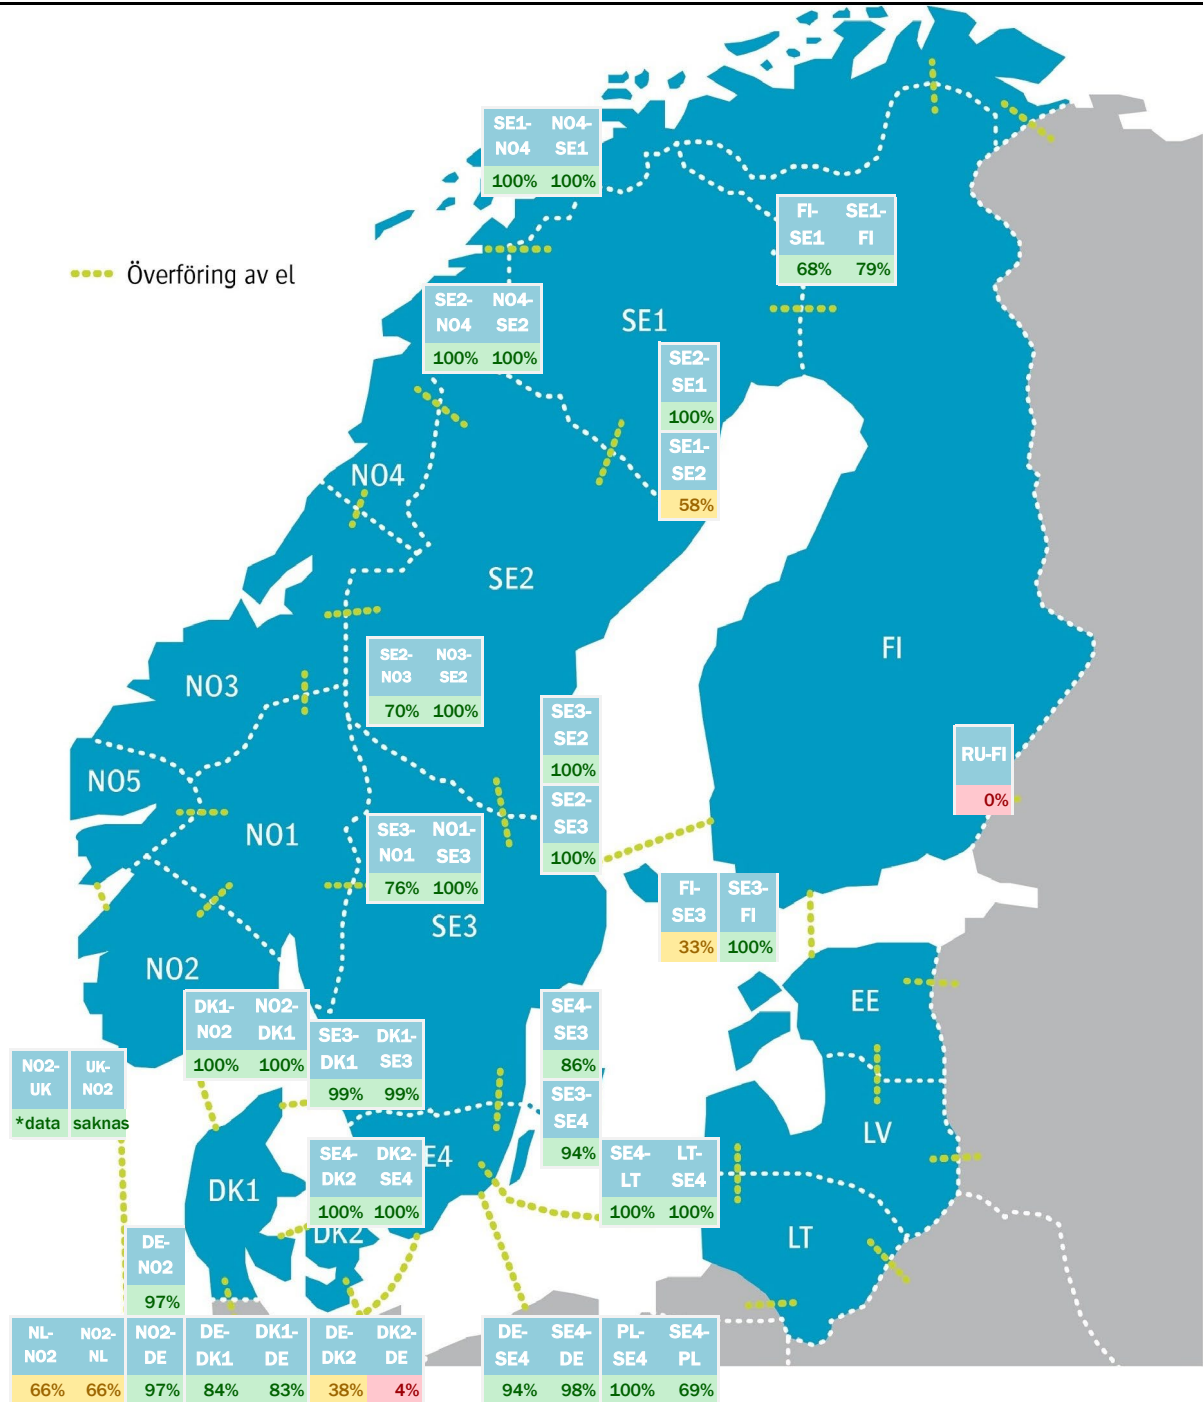 SE1- NO4-
NO4 SE1
100% 100%
FI- SE1-
SE1 FI
68% 79%
Överföring av el
SE2- NO4-
NO4 SE2
100% 100%
SE1
SE2-
SE1
100%
SE1-
SE2
58%
NO4
SE2
FI
SE2- NO3-
NO3 SE2
70% 100%
NO3
SE3-
SE2
100%
SE2-
SE3
100%
RU-FI
0%
NO5
NO1
SE3- NO1-
NO1 SE3
76% 100%
FI- SE3-
SE3 FI
33% 100%
SE3
NO2
EE
DK1- NO2-
NO2 DK1
100% 100%
SE3- DK1-
DK1 SE3
99% 99%
SE4-
SE3
86%
SE3-
SE4
94%
NO2- UK-
UK NO2
*data saknas
LV
SE4- DK2-
DK2 SE4
100% 100%
E4
SE4- LT-
LT SE4
100% 100%
DK1
DK2
LT
DE-
NO2
97%
NL- NO2- NO2- DE- DK1- DE- DK2-
NO2 NL DE DK1 DE DK2 DE
66% 66% 97% 84% 83% 38% 4%
DE- SE4- PL- SE4-
SE4 DE SE4 PL
94% 98% 100% 69%